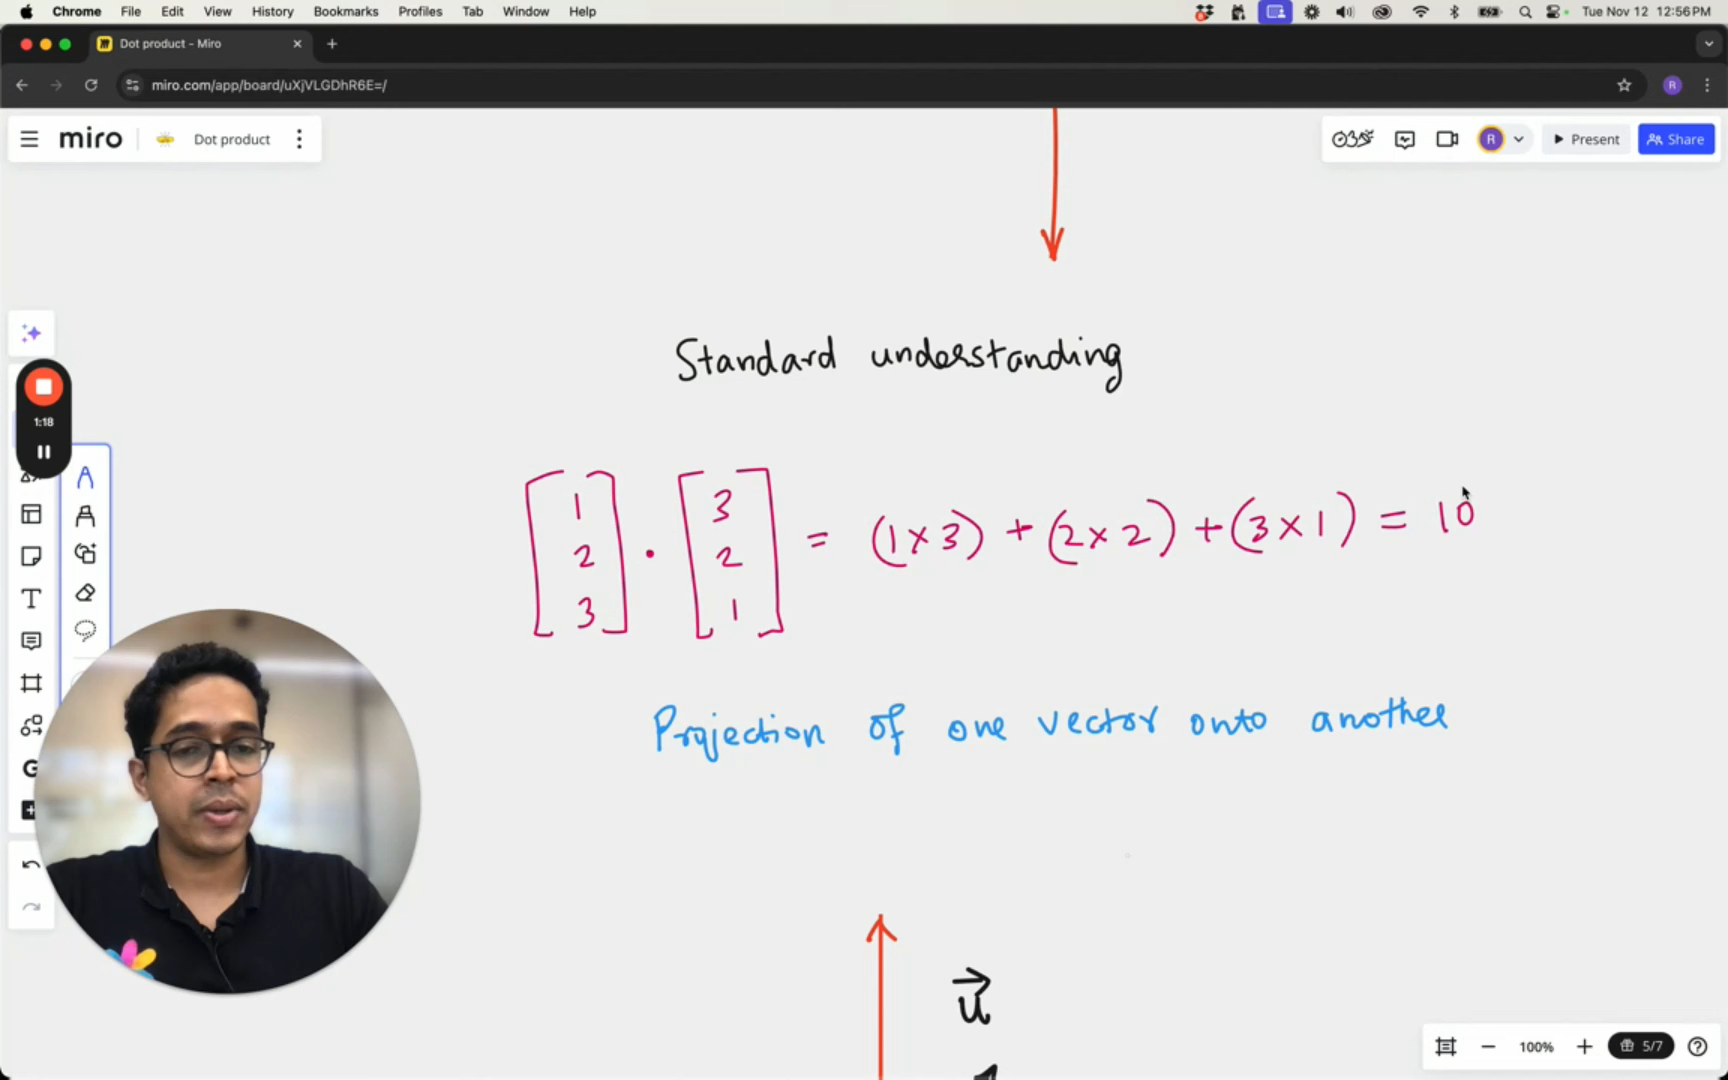 Chrome File Edit View History Bookmarks Profiles Tab Window Help Tue Nov 12 12:56 PM
Dot product - Miro
miro.com/app/board/uXjVLGDhR6E=/ R
miro Dot product R Present Share
Standard understanding
1:18
[1 2 3] · [3 2 1] = (1×3) + (2×2) + (3×1) = 10
T
Projection of one vector onto another
G
u⃗
100% 5/7 ?